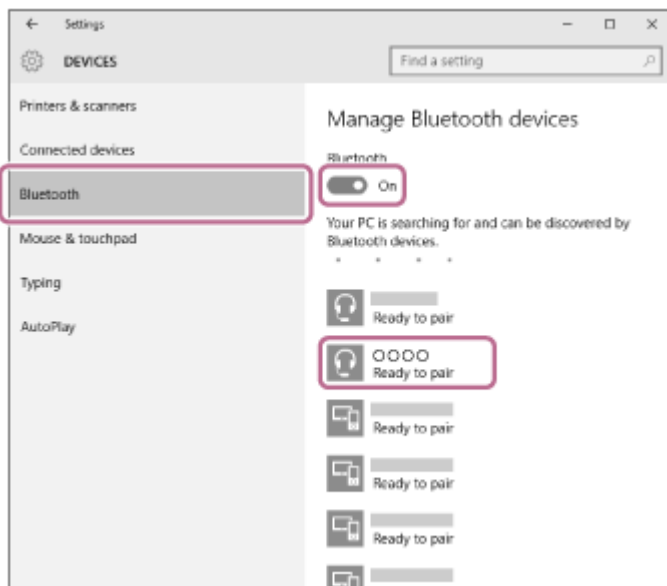 Settings
DEVICES
Find a setting
Printers & scanners
Connected devices
Bluetooth
Mouse & touchpad
Typing
AutoPlay
Manage Bluetooth devices
Bluetooth
On
Your PC is searching for and can be discovered by
Bluetooth devices.
Ready to pair
OOOO
Ready to pair
Ready to pair
Ready to pair
Ready to pair